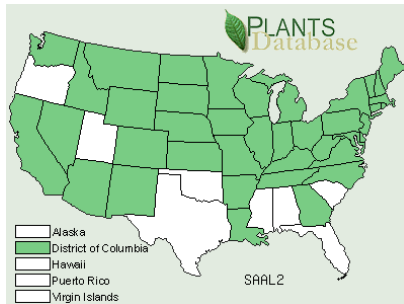 PLANTS
Database
Alaska
District of Columbia
Hawaii
Puerto Rico
Virgin Islands
SAAL2